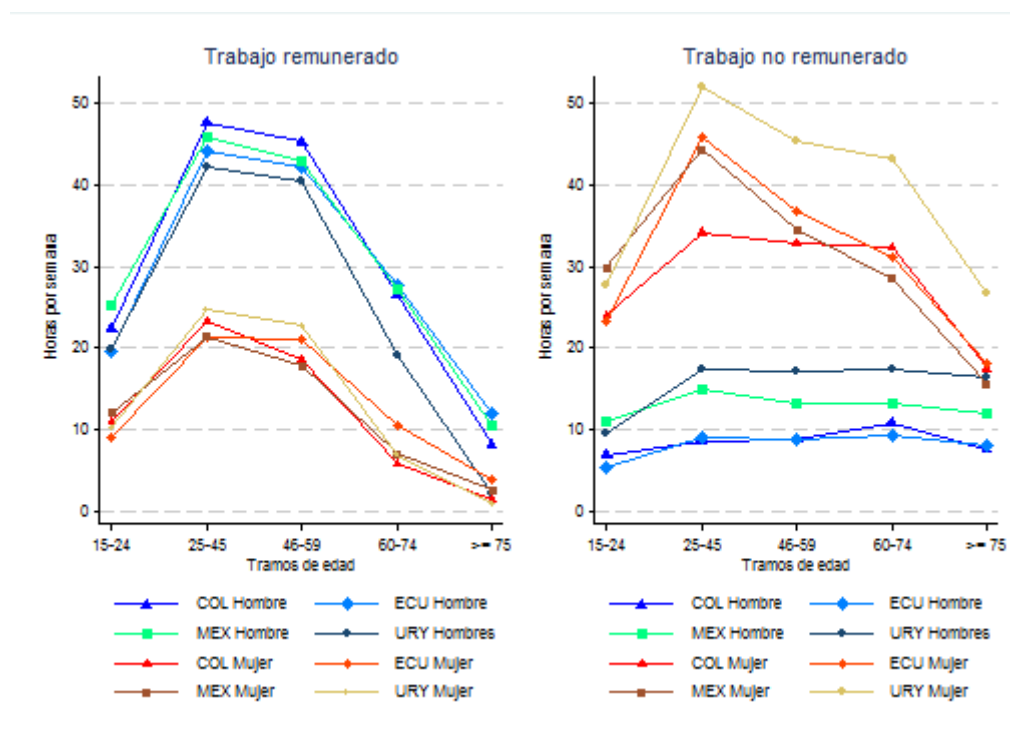 Trabajo remunerado
50
40
30
20
10
0
Horas por semana
15-24 25-45 46-59 60-74 >= 75
Tramos de edad
COL Hombre ECU Hombre
MEX Hombre URY Hombres
COL Mujer ECU Mujer
MEX Mujer URY Mujer
Trabajo no remunerado
50
40
30
20
10
0
Horas por semana
15-24 25-45 46-59 60-74 >= 75
Tramos de edad
COL Hombre ECU Hombre
MEX Hombre URY Hombres
COL Mujer ECU Mujer
MEX Mujer URY Mujer